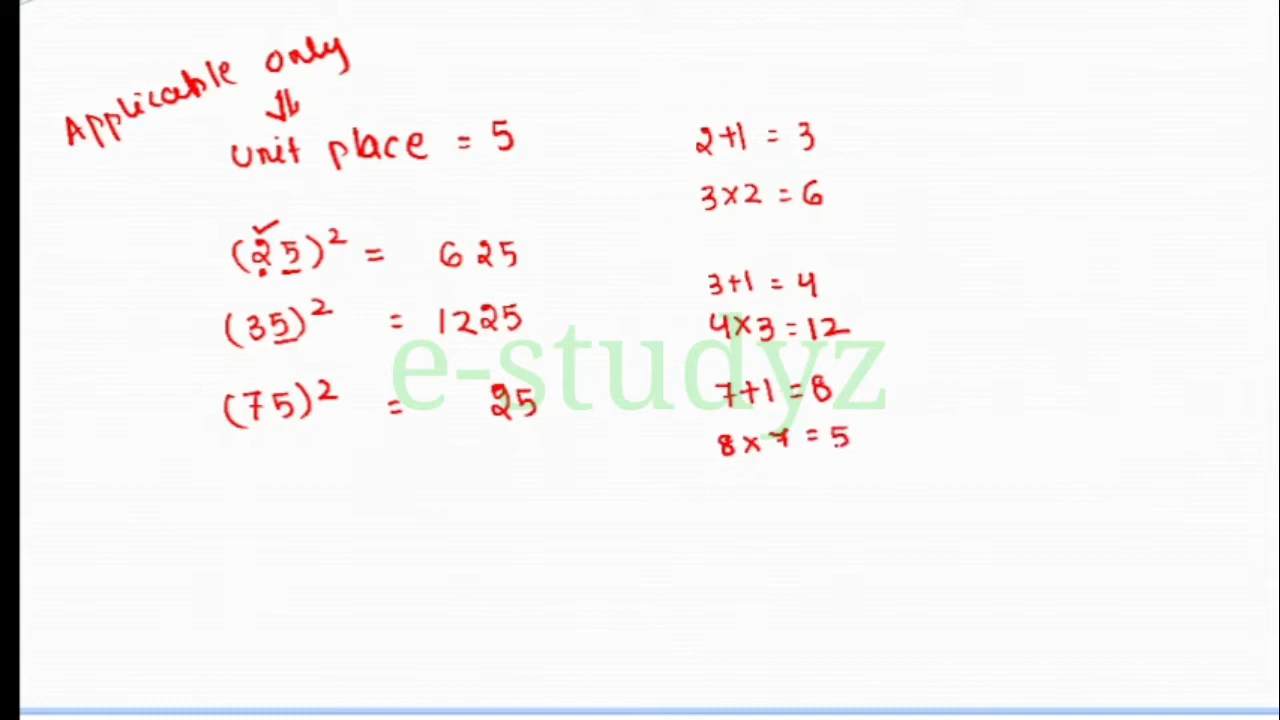 Applicable only
⇓
unit place = 5
(25)² = 625
(35)² = 1225
(75)² = 25
2+1 = 3
3×2 = 6
3+1 = 4
4×3 = 12
7+1 = 8
8×7 = 5
e-studyz